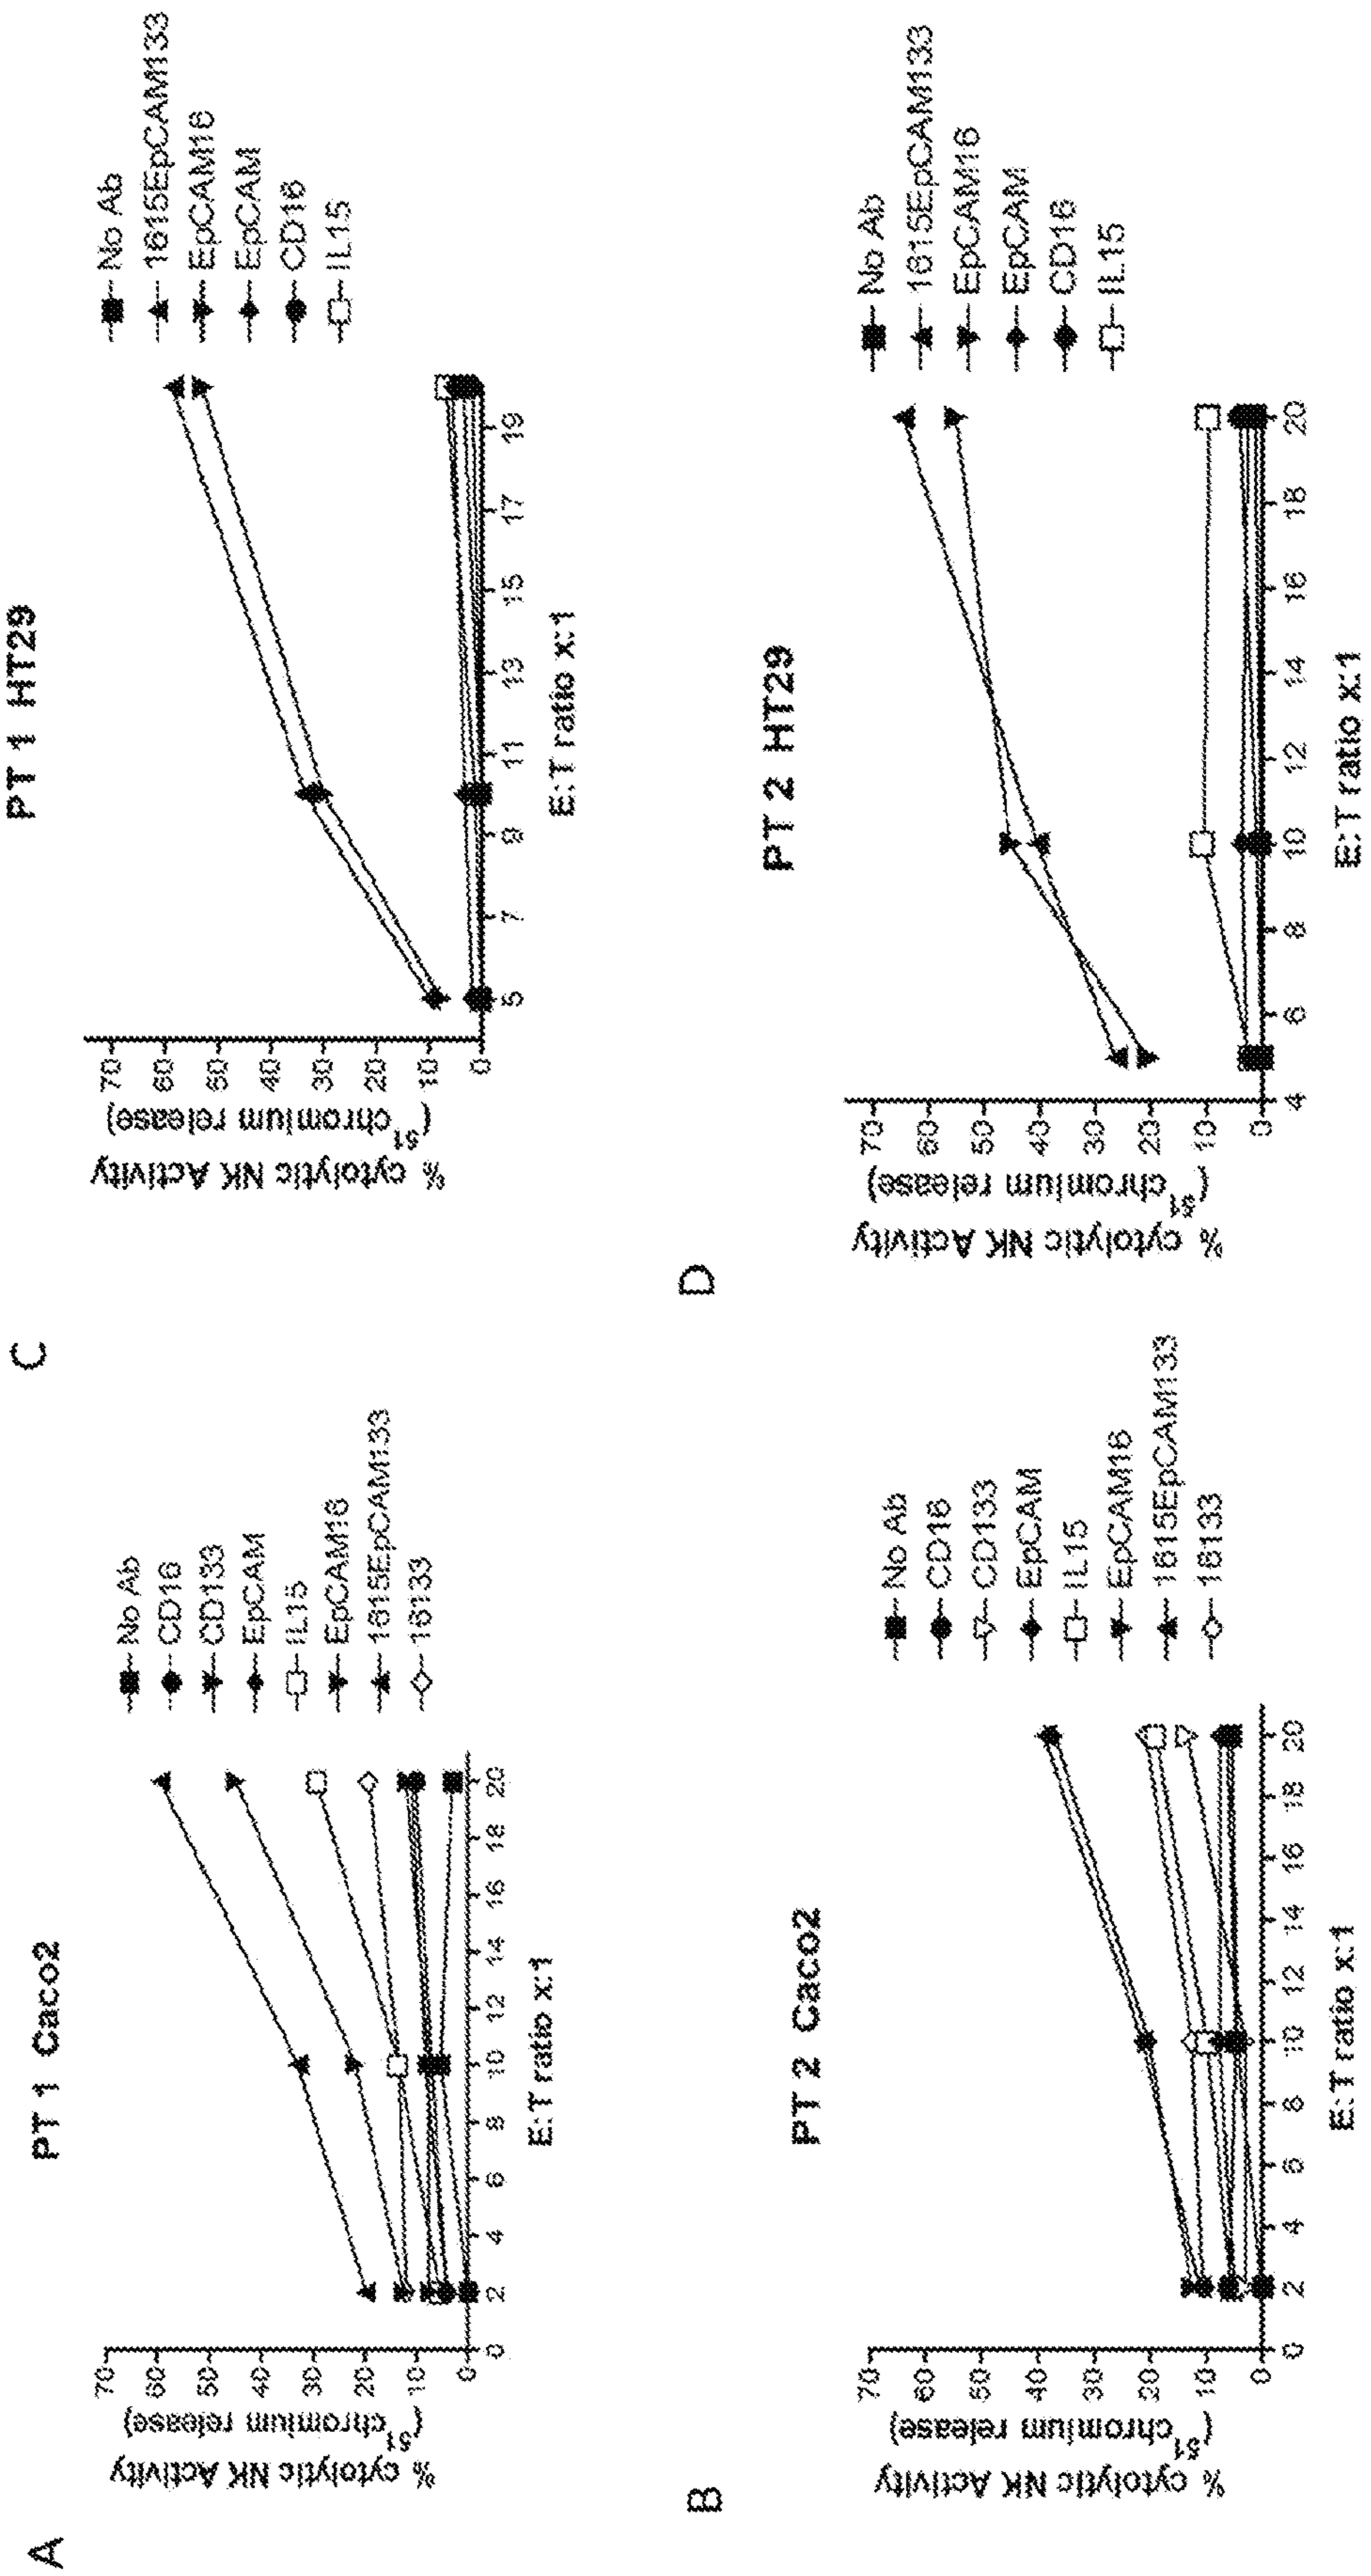 A
PT 1 Caco2
% cytolytic NK Activity
(51chromium release)
70
60
50
40
30
20
10
0
0 2 4 6 8 10 12 14 16 18 20
E:T ratio x:1
No Ab
CD16
CD133
EpCAM
IL15
EpCAM16
1615EpCAM133
16133
B
PT 2 Caco2
% cytolytic NK Activity
(51chromium release)
70
60
50
40
30
20
10
0
0 2 4 6 8 10 12 14 16 18 20
E:T ratio x:1
No Ab
CD16
CD133
EpCAM
IL15
EpCAM16
1615EpCAM133
16133
C
PT 1 HT29
% cytolytic NK Activity
(51chromium release)
70
60
50
40
30
20
10
0
5 7 9 11 13 15 17 19
E:T ratio x:1
No Ab
1615EpCAM133
EpCAM16
EpCAM
CD16
IL15
D
PT 2 HT29
% cytolytic NK Activity
(51chromium release)
70
60
50
40
30
20
10
0
4 6 8 10 12 14 16 18 20
E:T ratio x:1
No Ab
1615EpCAM133
EpCAM16
EpCAM
CD16
IL15